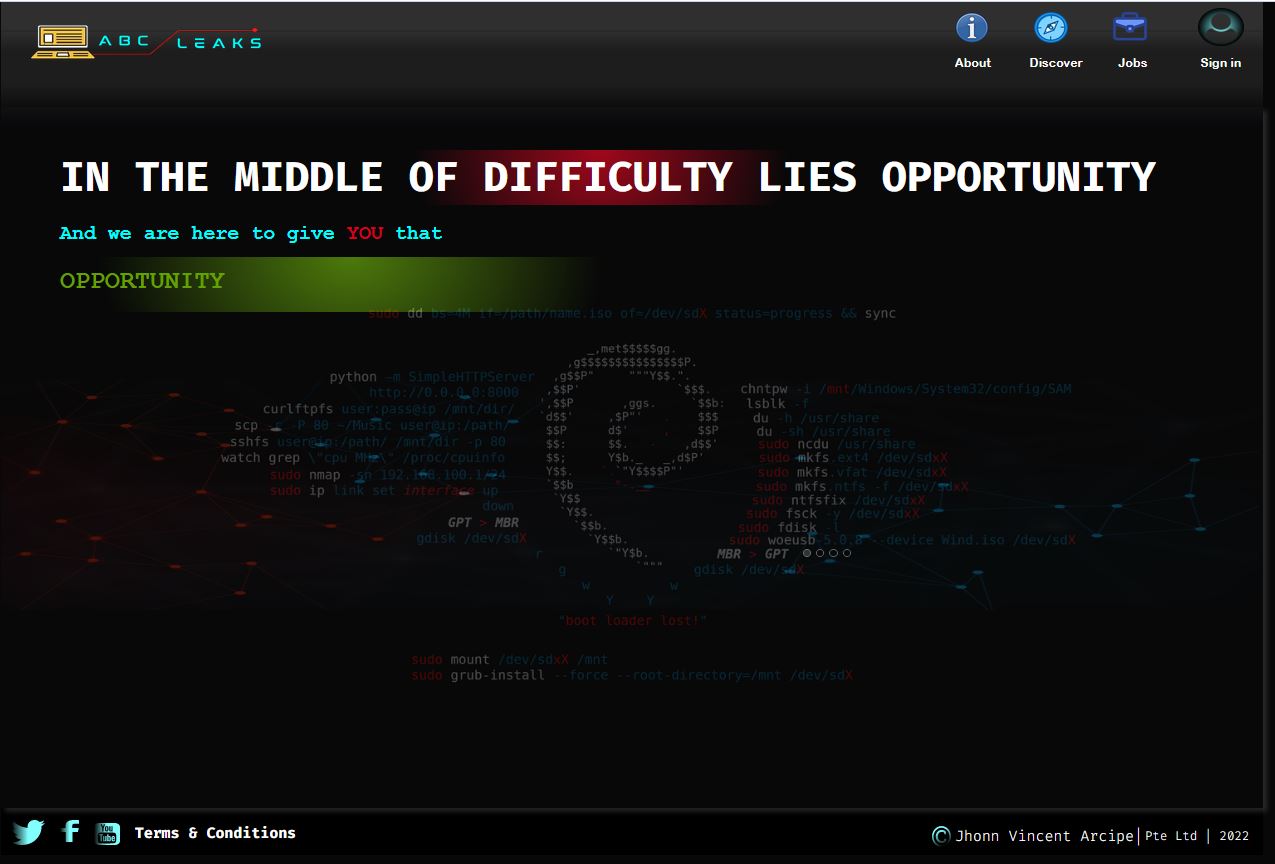 ABC LEAKS
About
Discover
Jobs
Sign in
IN THE MIDDLE OF DIFFICULTY LIES OPPORTUNITY
And we are here to give YOU that
OPPORTUNITY
sudo dd bs=4M if=/path/name.iso of=/dev/sdX status=progress && sync
python -m SimpleHTTPServer
http://0.0.0.0:8000
curlftpfs user:pass@ip /mnt/dir/
scp -r -P 80 ~/Music user@ip:/path/
sshfs user@ip:/path/ /mnt/dir -p 80
watch grep \"cpu MHz\" /proc/cpuinfo
sudo nmap -sn 192.168.100.1/24
sudo ip link set interface up
down
GPT > MBR
gdisk /dev/sdX
_,met$$$$$gg.
,g$$$$$$$$$$$$$$$P.
,g$$P"     """Y$$.".
,$$P'              `$$$.
',$$P       ,ggs.     `$$b:
`d$$'     ,$P"'   .    $$$
$$P      d$'     ,    $$P
$$:      $$.   -    ,d$$'
$$;      Y$b._   _,d$P'
Y$$.    `.`"Y$$$$P"'
`$$b      "-.__
`Y$$
`Y$$.
`$$b.
`Y$$b.
`"Y$b.
`"""
chntpw -i /mnt/Windows/System32/config/SAM
lsblk -f
du -h /usr/share
du -sh /usr/share
sudo ncdu /usr/share
sudo mkfs.ext4 /dev/sdxX
sudo mkfs.vfat /dev/sdxX
sudo mkfs.ntfs -f /dev/sdxX
sudo ntfsfix /dev/sdxX
sudo fsck -y /dev/sdxX
sudo fdisk -l
sudo woeusb-5.0.8 --device Wind.iso /dev/sdX
MBR > GPT
gdisk /dev/sdX
r
g
w w
Y Y
"boot loader lost!"
sudo mount /dev/sdxX /mnt
sudo grub-install --force --root-directory=/mnt /dev/sdX
You Tube
Terms & Conditions
© Jhonn Vincent Arcipe| Pte Ltd | 2022